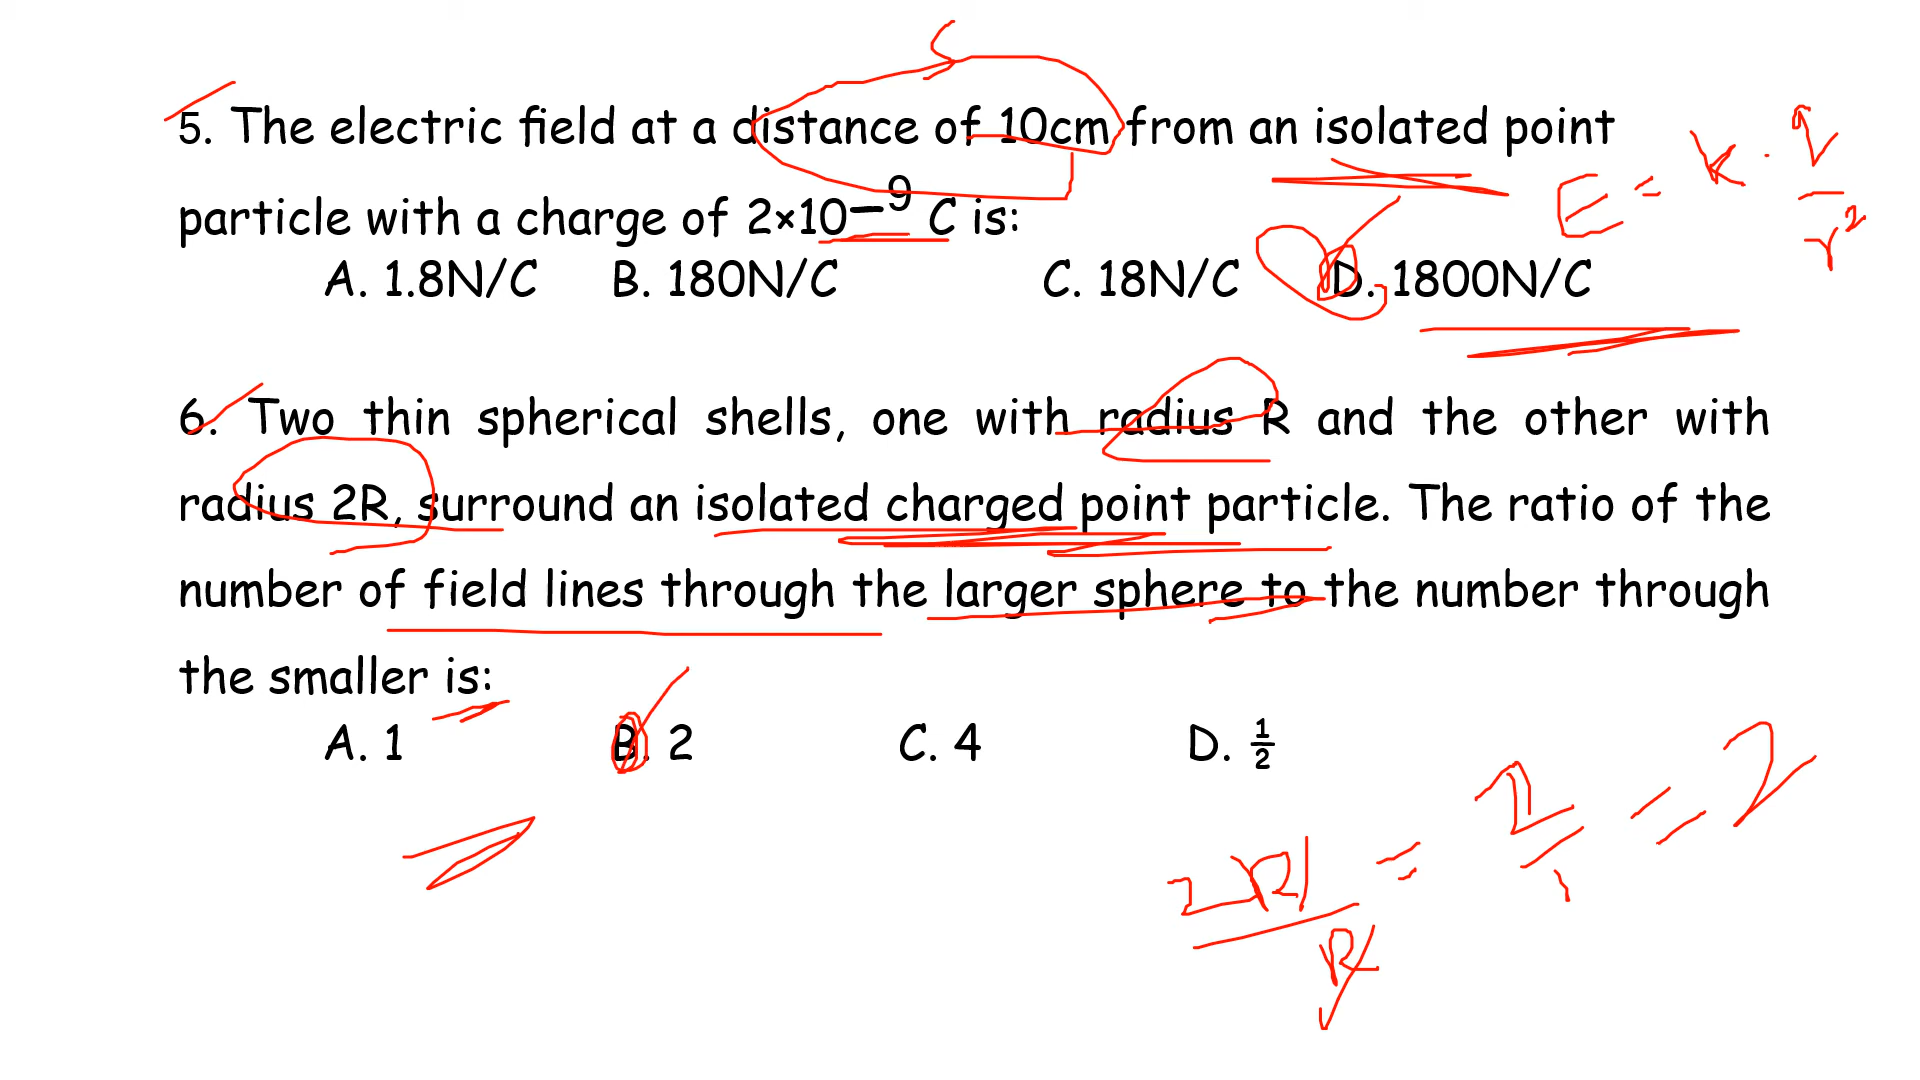 5. The electric field at a distance of 10cm from an isolated point
particle with a charge of 2×10⁻⁹ C is:
E = k · q / r²
A. 1.8N/C B. 180N/C C. 18N/C D. 1800N/C
6. Two thin spherical shells, one with radius R and the other with
radius 2R, surround an isolated charged point particle. The ratio of the
number of field lines through the larger sphere to the number through
the smaller is:
A. 1 B. 2 C. 4 D. ½
2R / R = 2 / 1 = 2